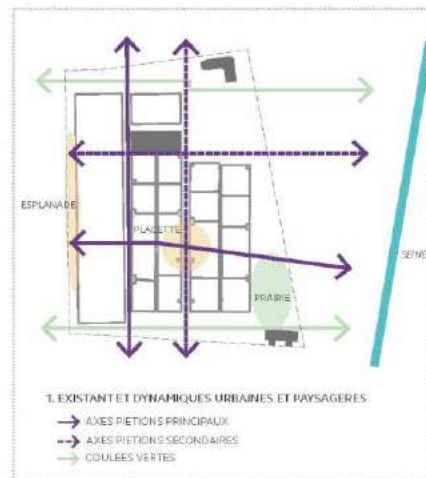 ESPLANADE
PLACETTE
SEINE
PRAIRIE
1. EXISTANT ET DYNAMIQUES URBAINES ET PAYSAGERES
AXES PIETIONS PRINCIPAUX
AXES PIETIONS SECONDAIRES
COULEES VERTES